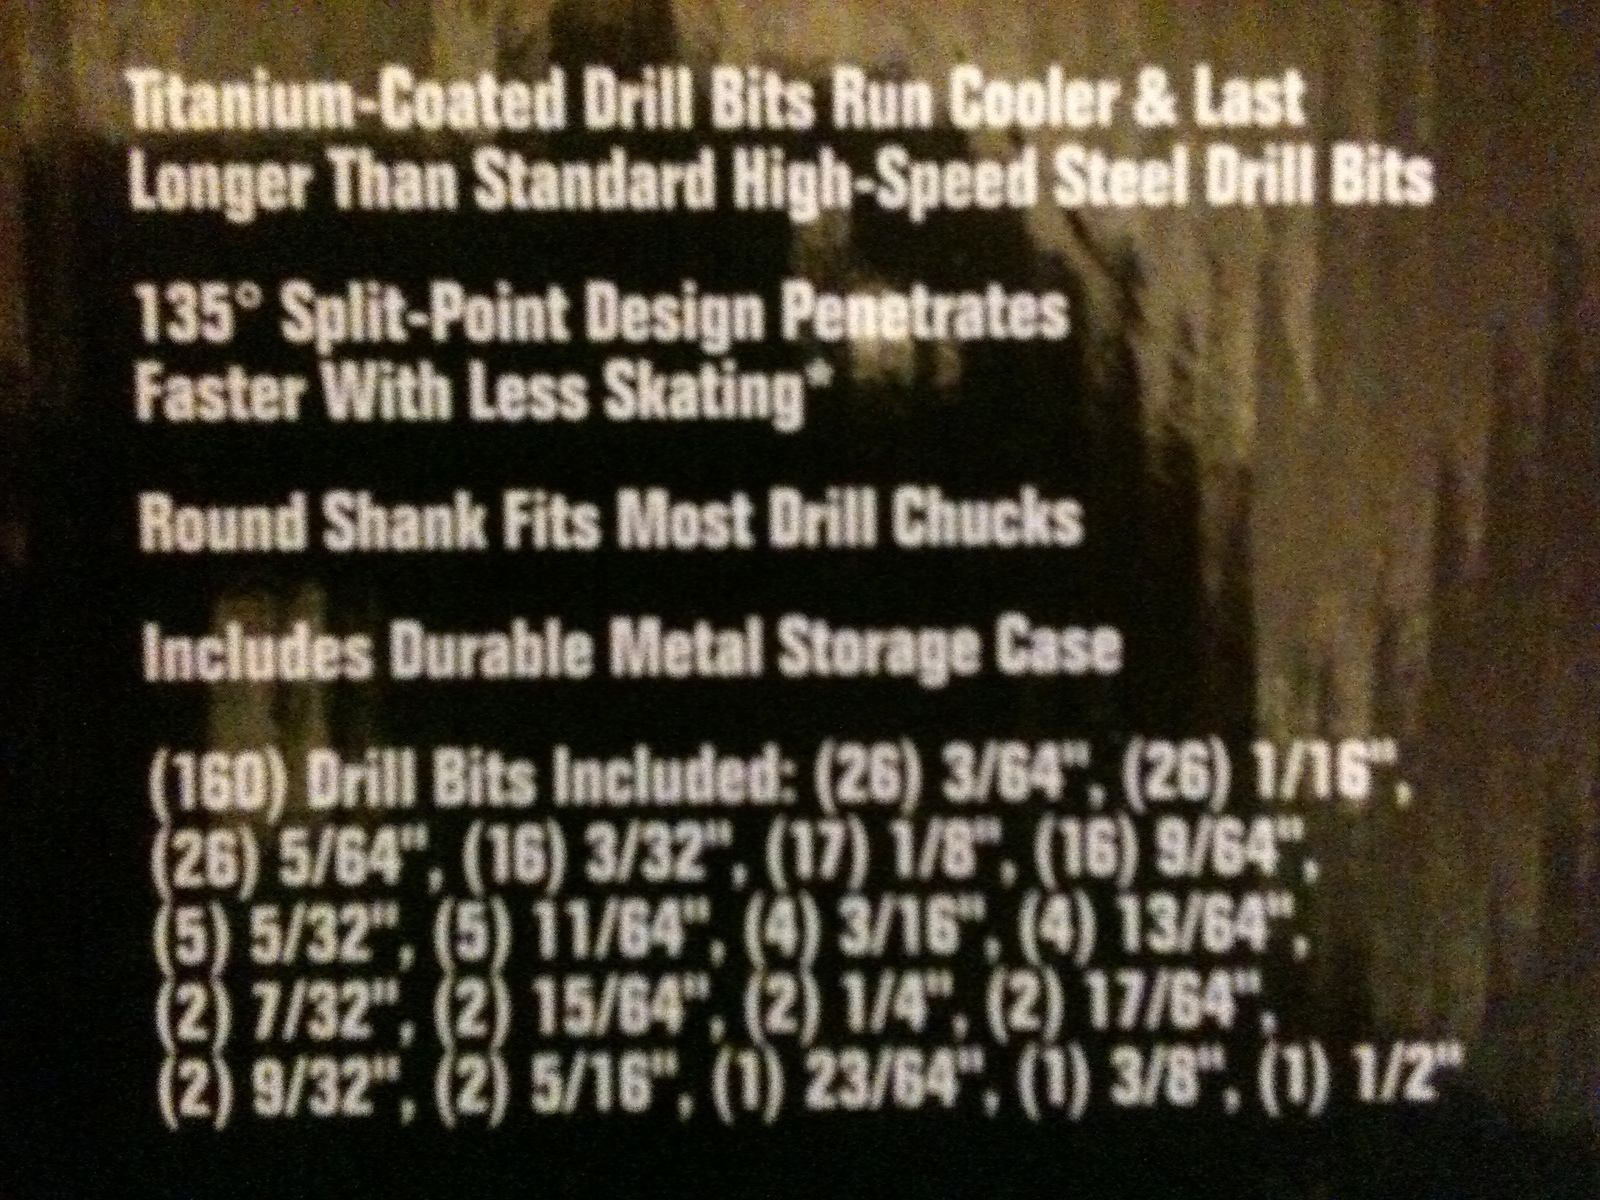 Titanium-Coated Drill Bits Run Cooler & Last
Longer Than Standard High-Speed Steel Drill Bits
135° Split-Point Design Penetrates
Faster With Less Skating*
Round Shank Fits Most Drill Chucks
Includes Durable Metal Storage Case
(160) Drill Bits Included: (26) 3/64", (26) 1/16",
(26) 5/64", (16) 3/32", (17) 1/8", (16) 9/64",
(5) 5/32", (5) 11/64", (4) 3/16", (4) 13/64",
(2) 7/32", (2) 15/64", (2) 1/4", (2) 17/64",
(2) 9/32", (2) 5/16", (1) 23/64", (1) 3/8", (1) 1/2"